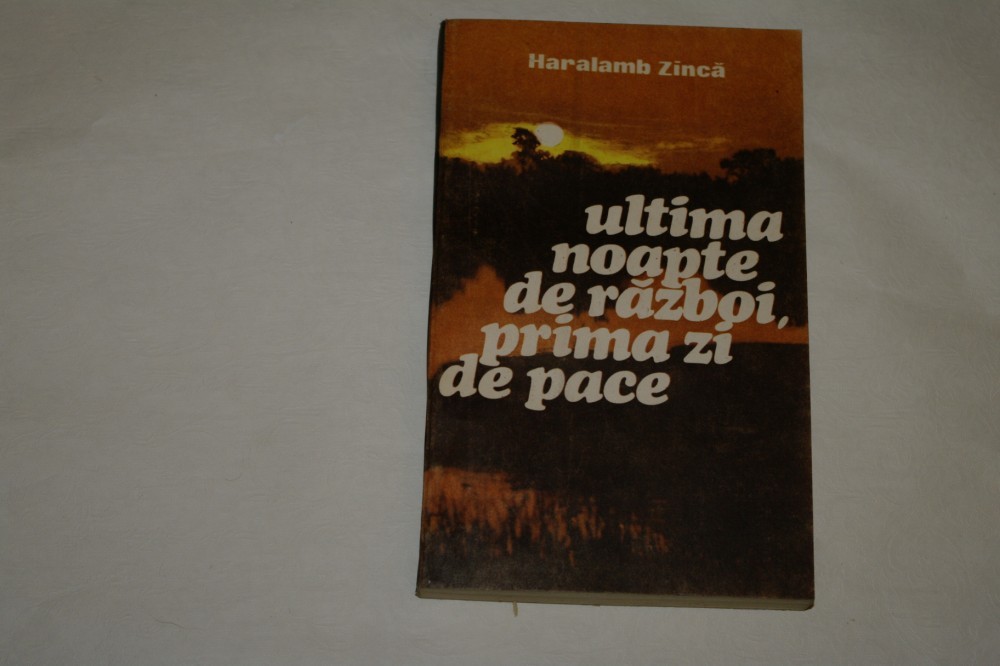 Haralamb Zincă
ultima
noapte
de război,
prima zi
de pace